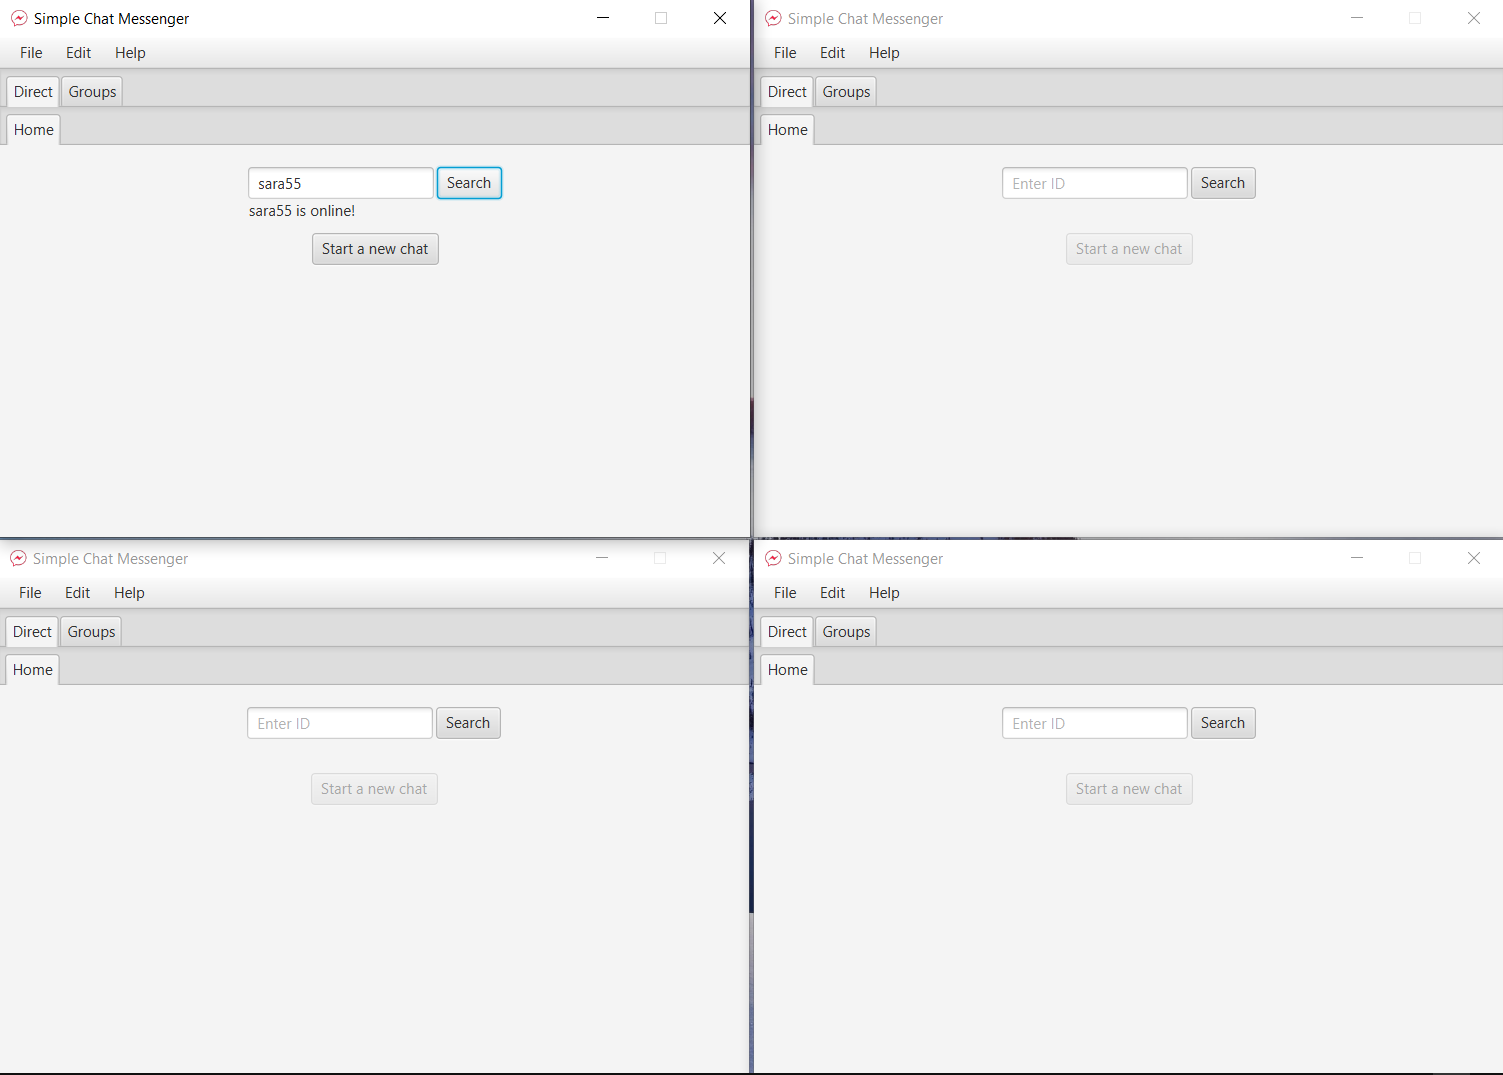 Simple Chat Messenger
File Edit Help
Direct Groups
Home
sara55 Search
sara55 is online!
Start a new chat
Simple Chat Messenger
File Edit Help
Direct Groups
Home
Enter ID Search
Start a new chat
Simple Chat Messenger
File Edit Help
Direct Groups
Home
Enter ID Search
Start a new chat
Simple Chat Messenger
File Edit Help
Direct Groups
Home
Enter ID Search
Start a new chat